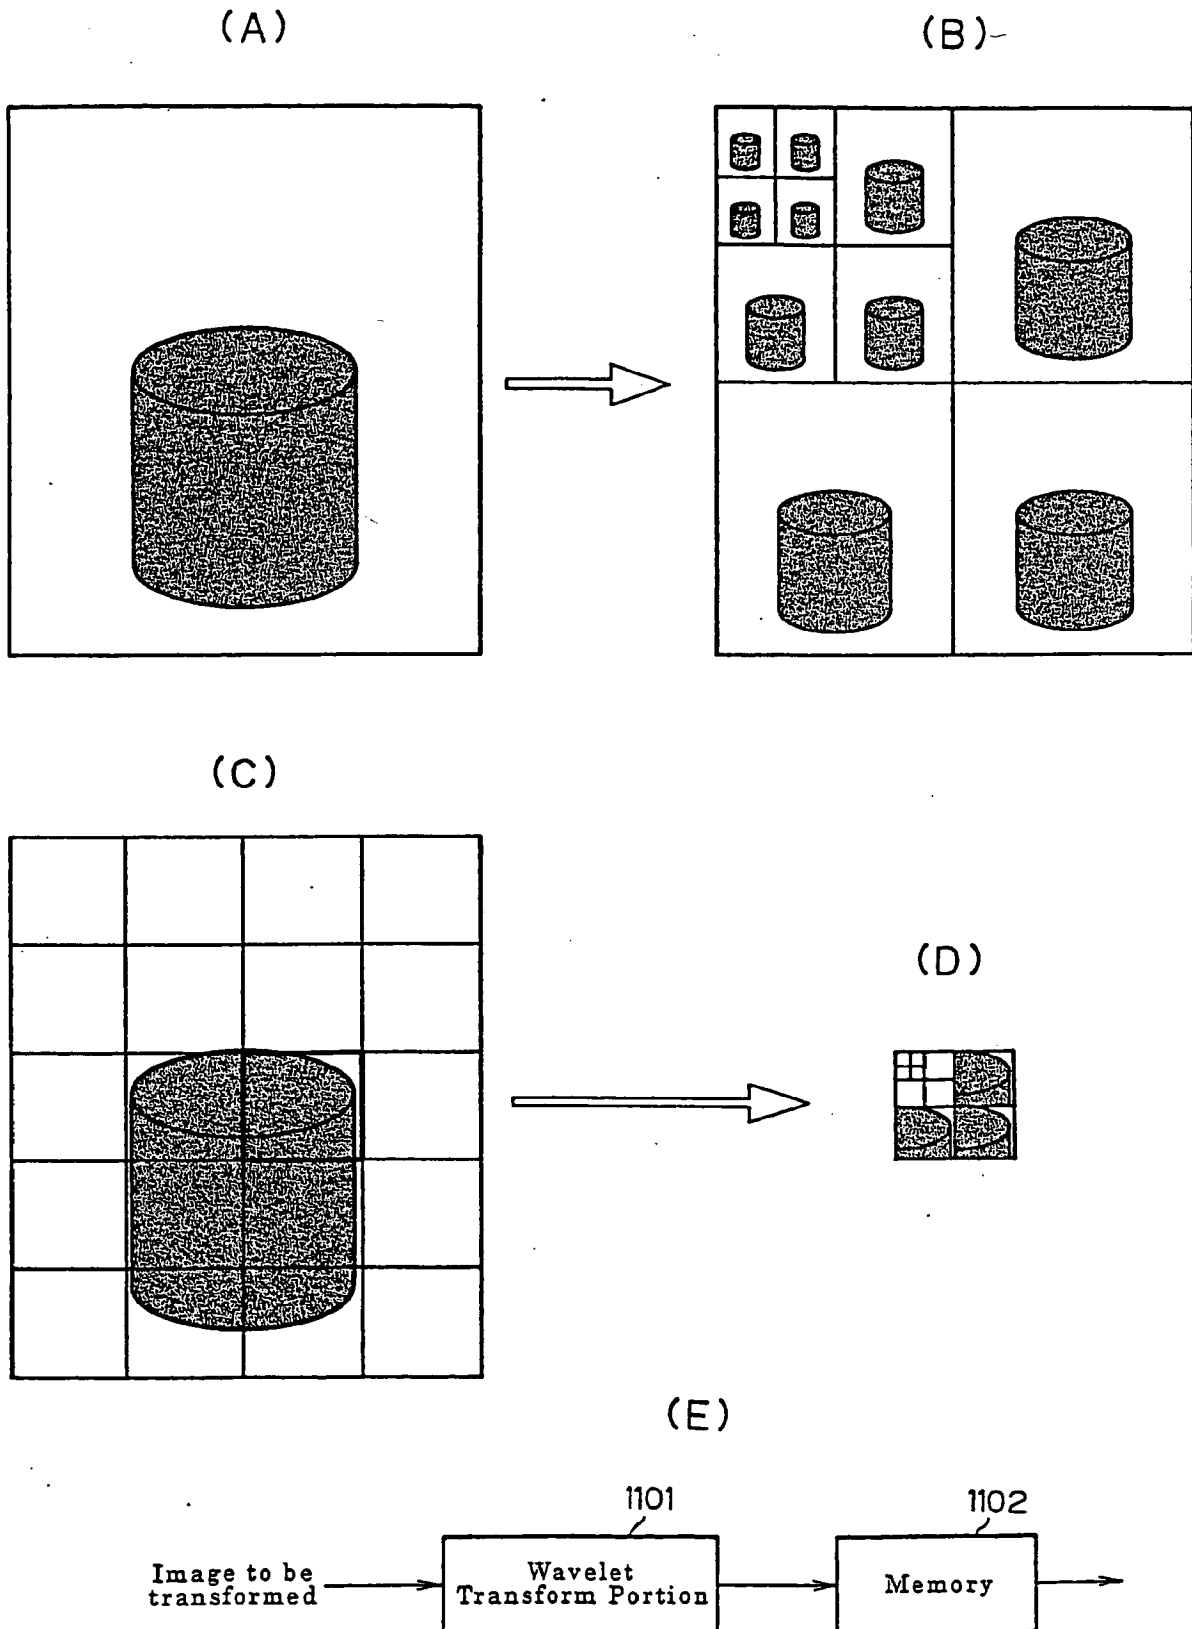 (A)
(B)
(C)
(D)
(E)
1101
1102
Image to be
transformed
Wavelet
Transform Portion
Memory